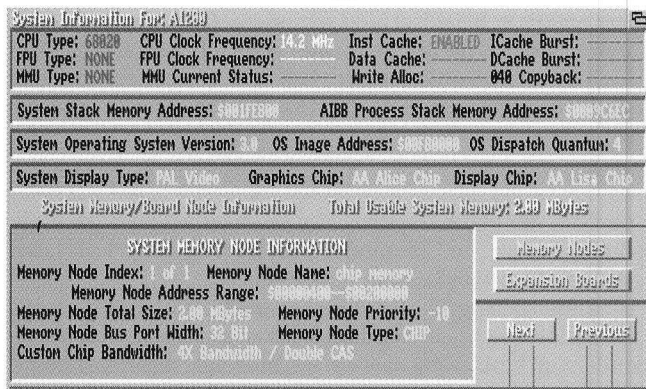 System Information For: A1200
CPU Type: 68020 CPU Clock Frequency: 14.2 MHz Inst Cache: ENABLED ICache Burst:
FPU Type: NONE FPU Clock Frequency: Data Cache: DCache Burst:
MMU Type: NONE MMU Current Status: Write Alloc: 040 Copyback:
System Stack Memory Address: AIBB Process Stack Memory Address:
System Operating System Version: 3.0 OS Image Address: $00F80000 OS Dispatch Quantum: 4
System Display Type: PAL Video Graphics Chip: AA Alice Chip Display Chip: AA Lisa Chip
System Memory/Board Node Information Total Usable System Memory: 2.00 MBytes
SYSTEM MEMORY NODE INFORMATION
Memory Node Index: 1 of 1 Memory Node Name: chip memory
Memory Node Address Range: $00000400—$00200000
Memory Node Total Size: 2.00 MBytes Memory Node Priority: -10
Memory Node Bus Port Width: 32 Bit Memory Node Type: CHIP
Custom Chip Bandwidth: 4X Bandwidth / Double CAS
Memory Nodes
Expansion Boards
Next Previous